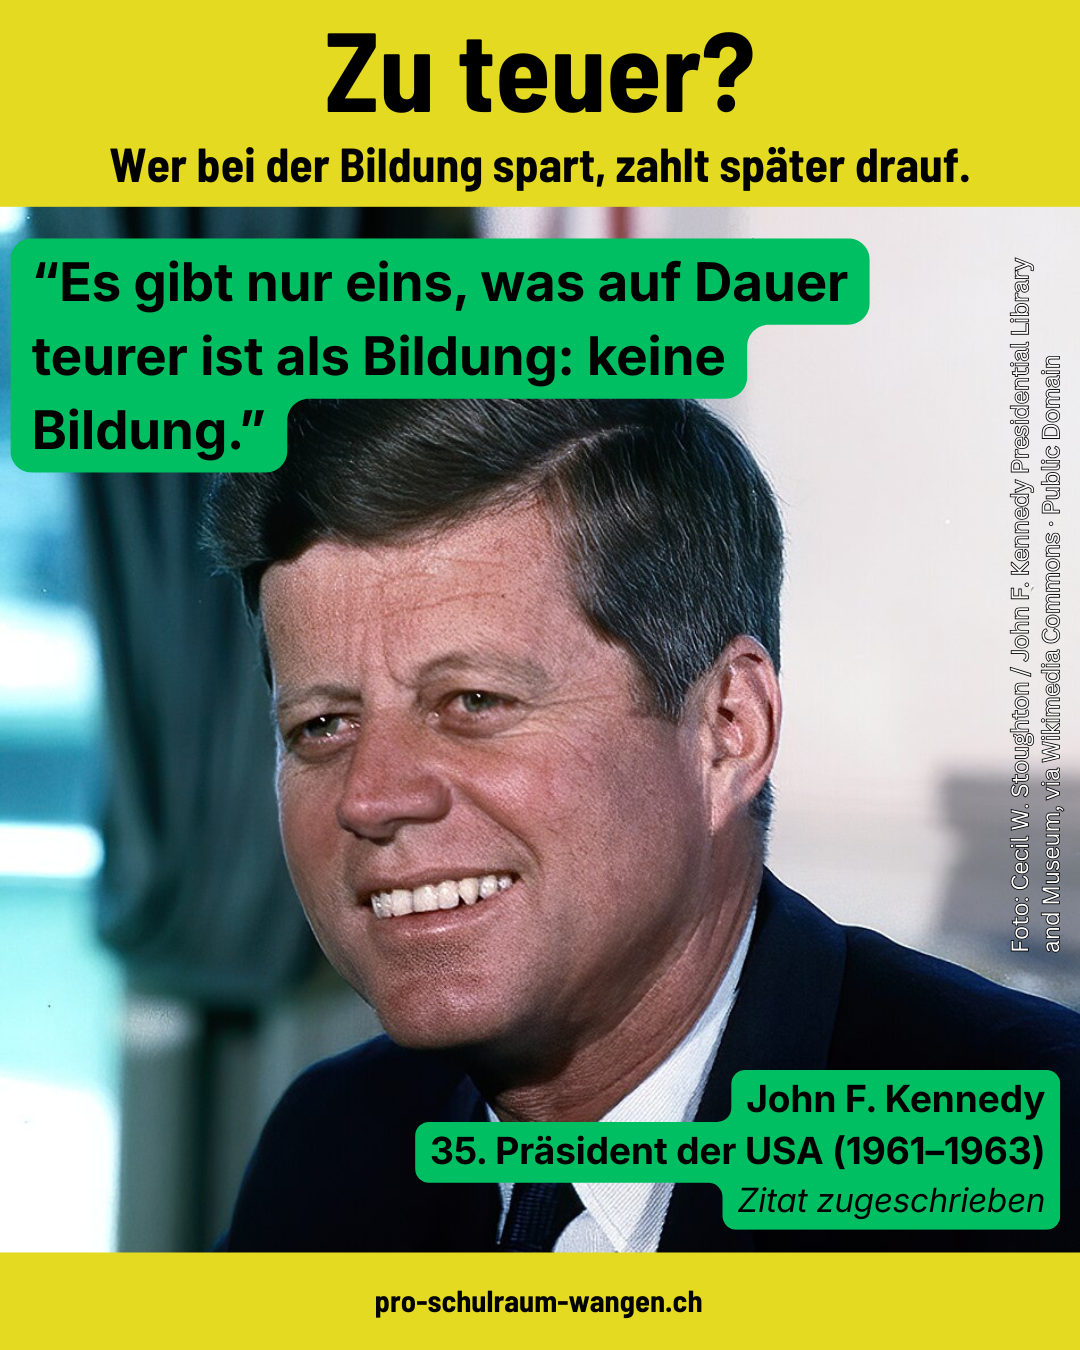 Zu teuer?
Wer bei der Bildung spart, zahlt später drauf.
“Es gibt nur eins, was auf Dauer
teurer ist als Bildung: keine
Bildung.”
Foto: Cecil W. Stoughton / John F. Kennedy Presidential Library
and Museum, via Wikimedia Commons · Public Domain
John F. Kennedy
35. Präsident der USA (1961–1963)
Zitat zugeschrieben
pro-schulraum-wangen.ch